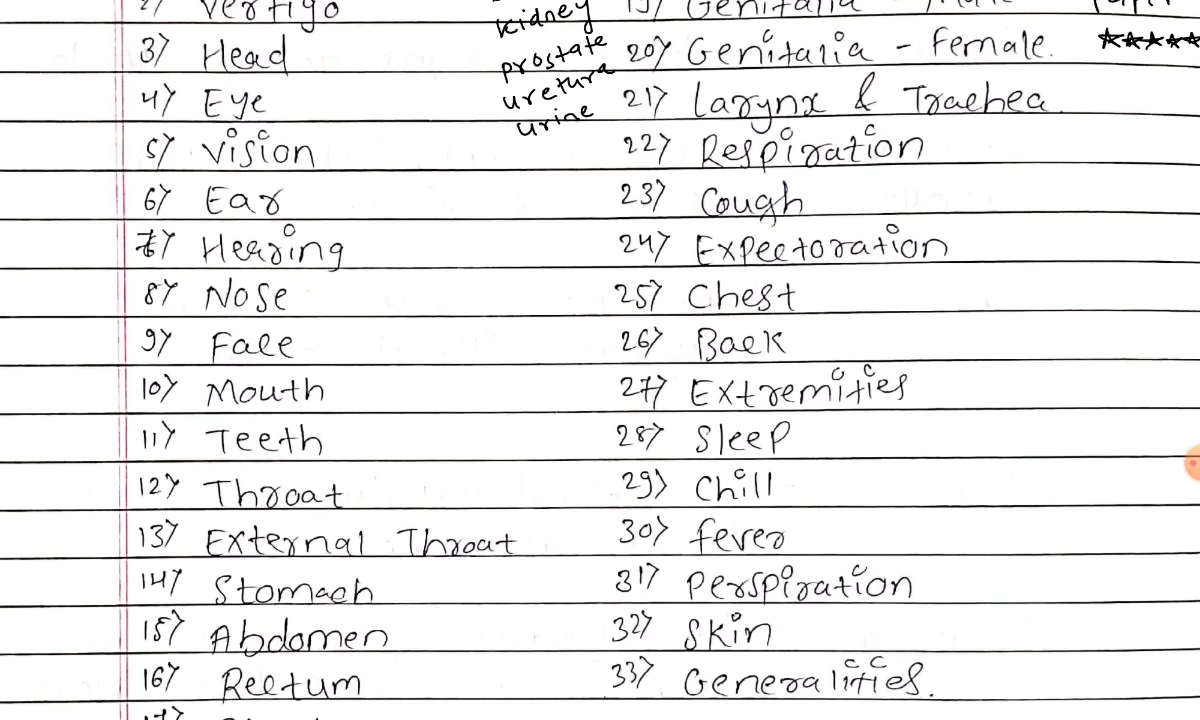 2) Vertigo
3) Head
4) Eye
5) Vision
6) Ear
7) Hearing
8) Nose
9) Face
10) Mouth
11) Teeth
12) Throat
13) External Throat
14) Stomach
15) Abdomen
16) Rectum
kidney
prostate
uretura
urine
19) Genitalia - Male
20) Genitalia - Female. *****
21) Larynx & Trachea.
22) Respiration
23) Cough
24) Expectoration
25) Chest
26) Back
27) Extremities
28) Sleep
29) Chill
30) fever
31) Perspiration
32) Skin
33) Generalities.